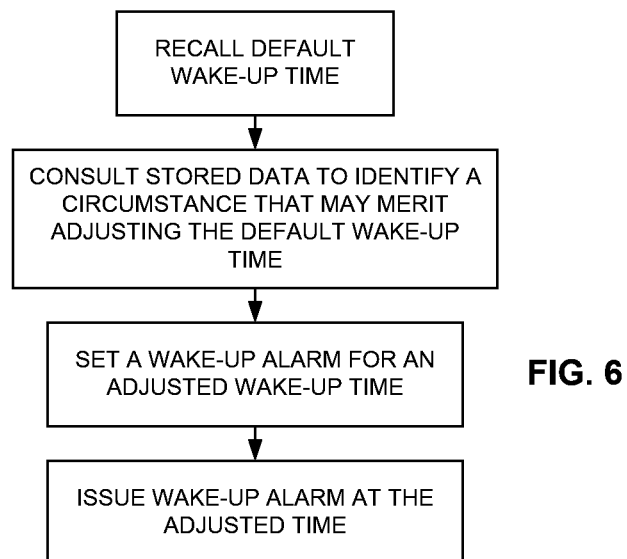 RECALL DEFAULT
WAKE-UP TIME
CONSULT STORED DATA TO IDENTIFY A
CIRCUMSTANCE THAT MAY MERIT
ADJUSTING THE DEFAULT WAKE-UP
TIME
SET A WAKE-UP ALARM FOR AN
ADJUSTED WAKE-UP TIME
FIG. 6
ISSUE WAKE-UP ALARM AT THE
ADJUSTED TIME